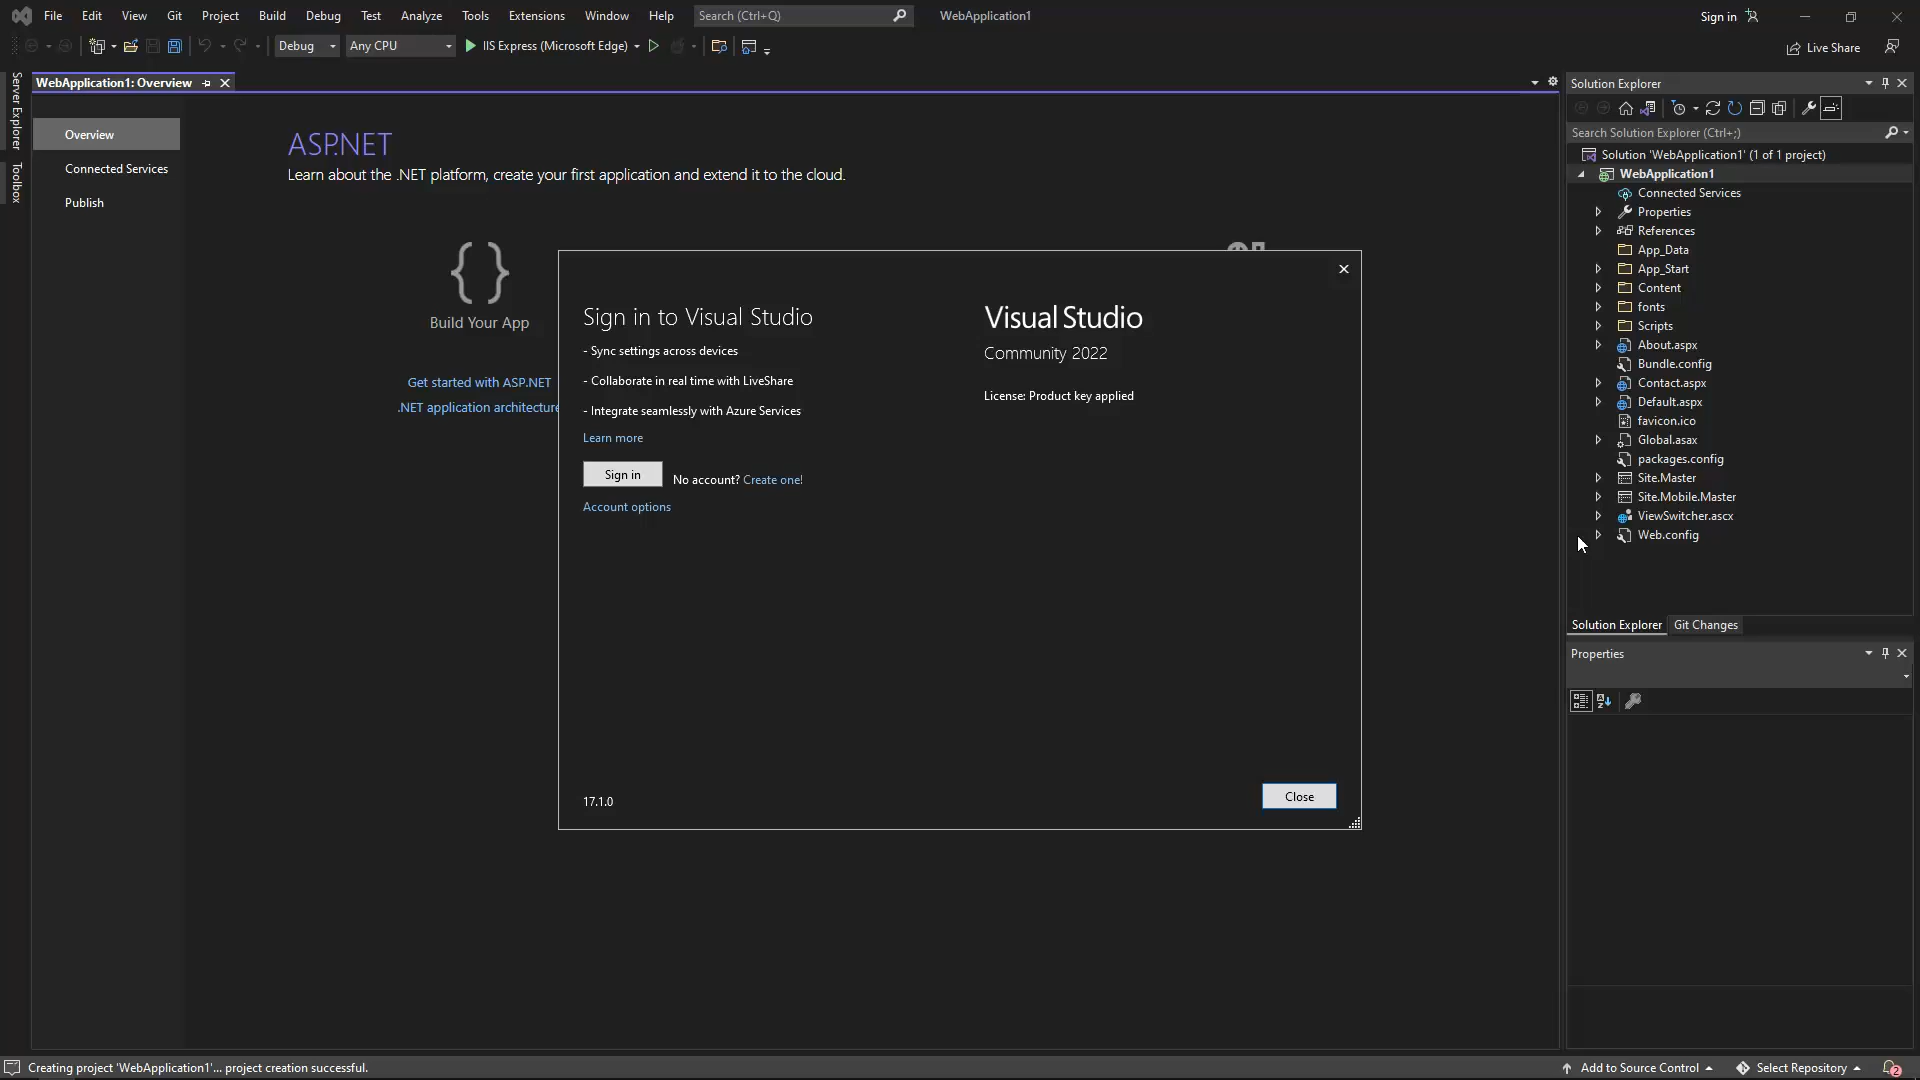 File Edit View Git Project Build Debug Test Analyze Tools Extensions Window Help Search (Ctrl+Q) WebApplication1 Sign in
Debug Any CPU IIS Express (Microsoft Edge) Live Share
Server Explorer
Toolbox
WebApplication1: Overview
Overview
Connected Services
Publish
ASP.NET
Learn about the .NET platform, create your first application and extend it to the cloud.
{ }
Build Your App
Get started with ASP.NET
.NET application architecture
Sign in to Visual Studio
- Sync settings across devices
- Collaborate in real time with LiveShare
- Integrate seamlessly with Azure Services
Learn more
Sign in No account? Create one!
Account options
17.1.0
Visual Studio
Community 2022
License: Product key applied
Close
Solution Explorer
Search Solution Explorer (Ctrl+;)
Solution 'WebApplication1' (1 of 1 project)
WebApplication1
Connected Services
Properties
References
App_Data
App_Start
Content
fonts
Scripts
About.aspx
Bundle.config
Contact.aspx
Default.aspx
favicon.ico
Global.asax
packages.config
Site.Master
Site.Mobile.Master
ViewSwitcher.ascx
Web.config
Solution Explorer Git Changes
Properties
Creating project 'WebApplication1'... project creation successful.
Add to Source Control Select Repository 2